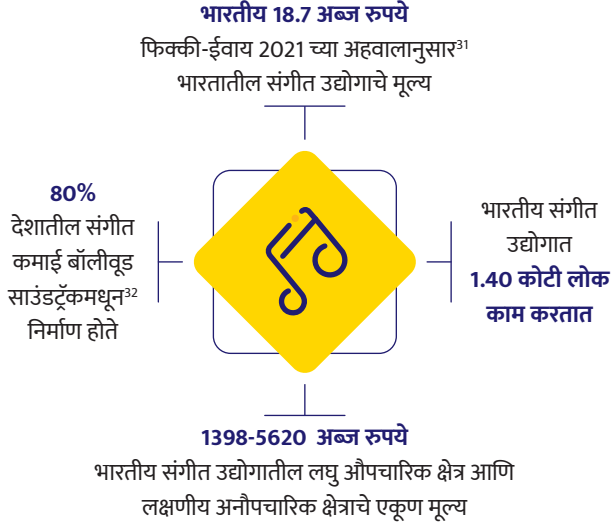 भारतीय 18.7 अब्ज रुपये
फिक्की-ईवाय 2021 च्या अहवालानुसार³¹
भारतातील संगीत उद्योगाचे मूल्य
80%
देशातील संगीत
कमाई बॉलीवूड
साउंडट्रॅकमधून³²
निर्माण होते
भारतीय संगीत
उद्योगात
1.40 कोटी लोक
काम करतात
1398-5620 अब्ज रुपये
भारतीय संगीत उद्योगातील लघु औपचारिक क्षेत्र आणि
लक्षणीय अनौपचारिक क्षेत्राचे एकूण मूल्य